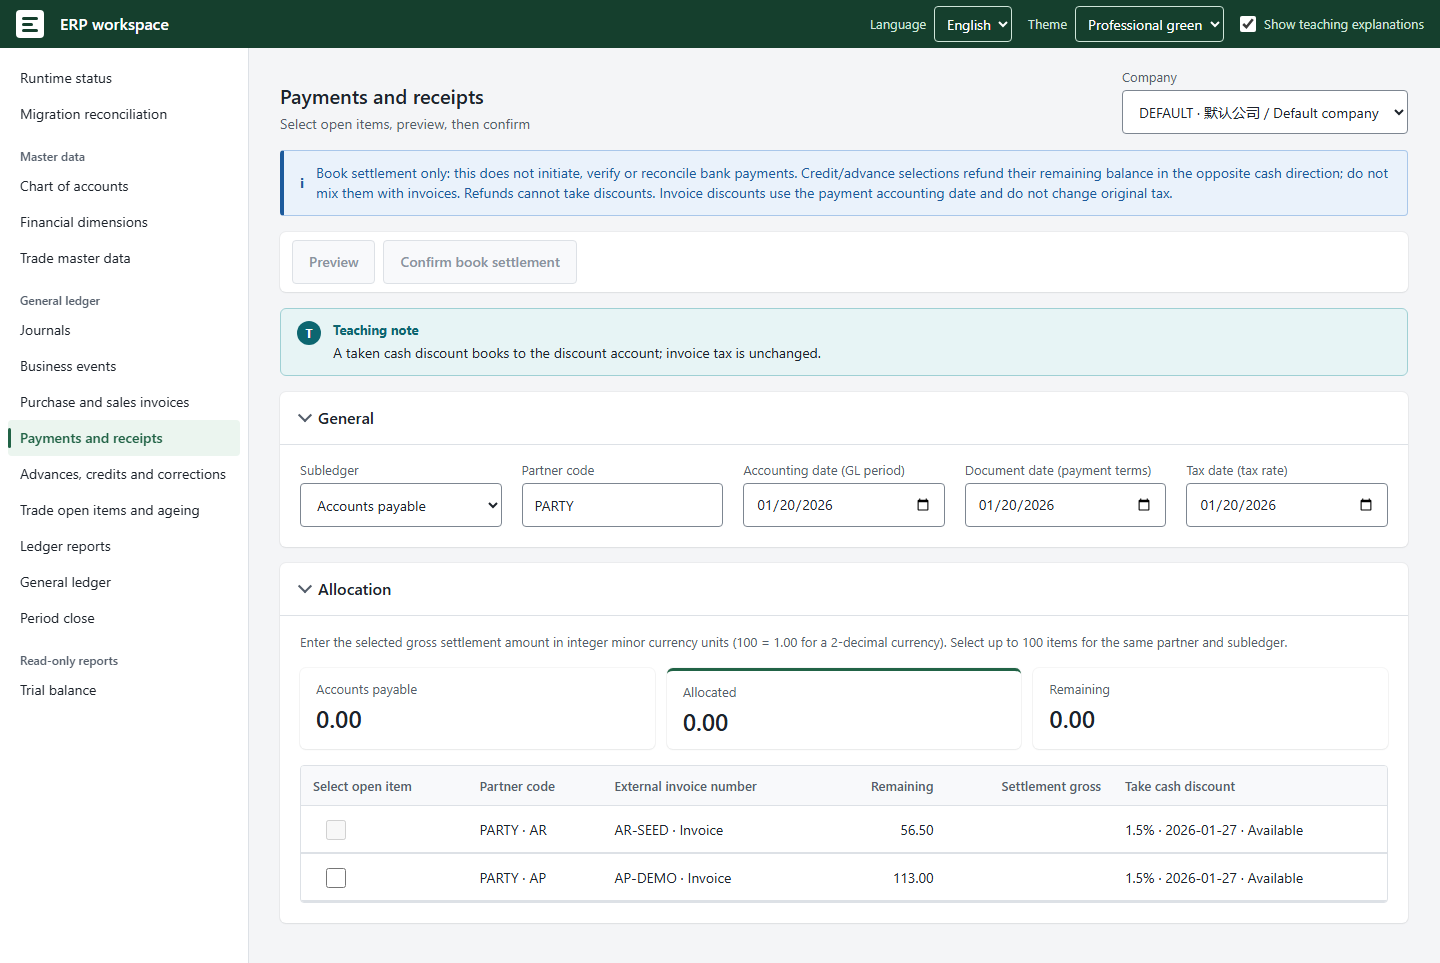 ERP workspace
Language English Theme Professional green Show teaching explanations
Runtime status
Migration reconciliation
Master data
Chart of accounts
Financial dimensions
Trade master data
General ledger
Journals
Business events
Purchase and sales invoices
Payments and receipts
Advances, credits and corrections
Trade open items and ageing
Ledger reports
General ledger
Period close
Read-only reports
Trial balance
Payments and receipts
Select open items, preview, then confirm
Company
DEFAULT · 默认公司 / Default company
i
Book settlement only: this does not initiate, verify or reconcile bank payments. Credit/advance selections refund their remaining balance in the opposite cash direction; do not
mix them with invoices. Refunds cannot take discounts. Invoice discounts use the payment accounting date and do not change original tax.
Preview Confirm book settlement
T
Teaching note
A taken cash discount books to the discount account; invoice tax is unchanged.
General
Subledger Partner code Accounting date (GL period) Document date (payment terms) Tax date (tax rate)
Accounts payable PARTY 01/20/2026 01/20/2026 01/20/2026
Allocation
Enter the selected gross settlement amount in integer minor currency units (100 = 1.00 for a 2-decimal currency). Select up to 100 items for the same partner and subledger.
Accounts payable
0.00
Allocated
0.00
Remaining
0.00
Select open item Partner code External invoice number Remaining Settlement gross Take cash discount
PARTY · AR AR-SEED · Invoice 56.50 1.5% · 2026-01-27 · Available
PARTY · AP AP-DEMO · Invoice 113.00 1.5% · 2026-01-27 · Available